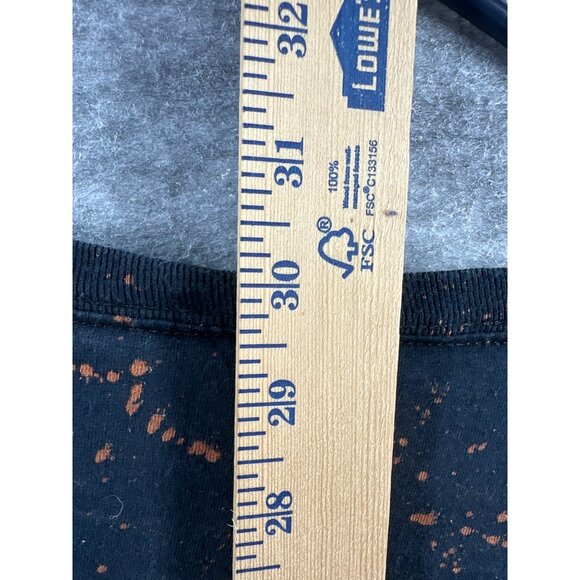 32
31
30
29
28
LOWE'S
100%
Wood from well-
managed forests
FSC® C133156
®
FSC